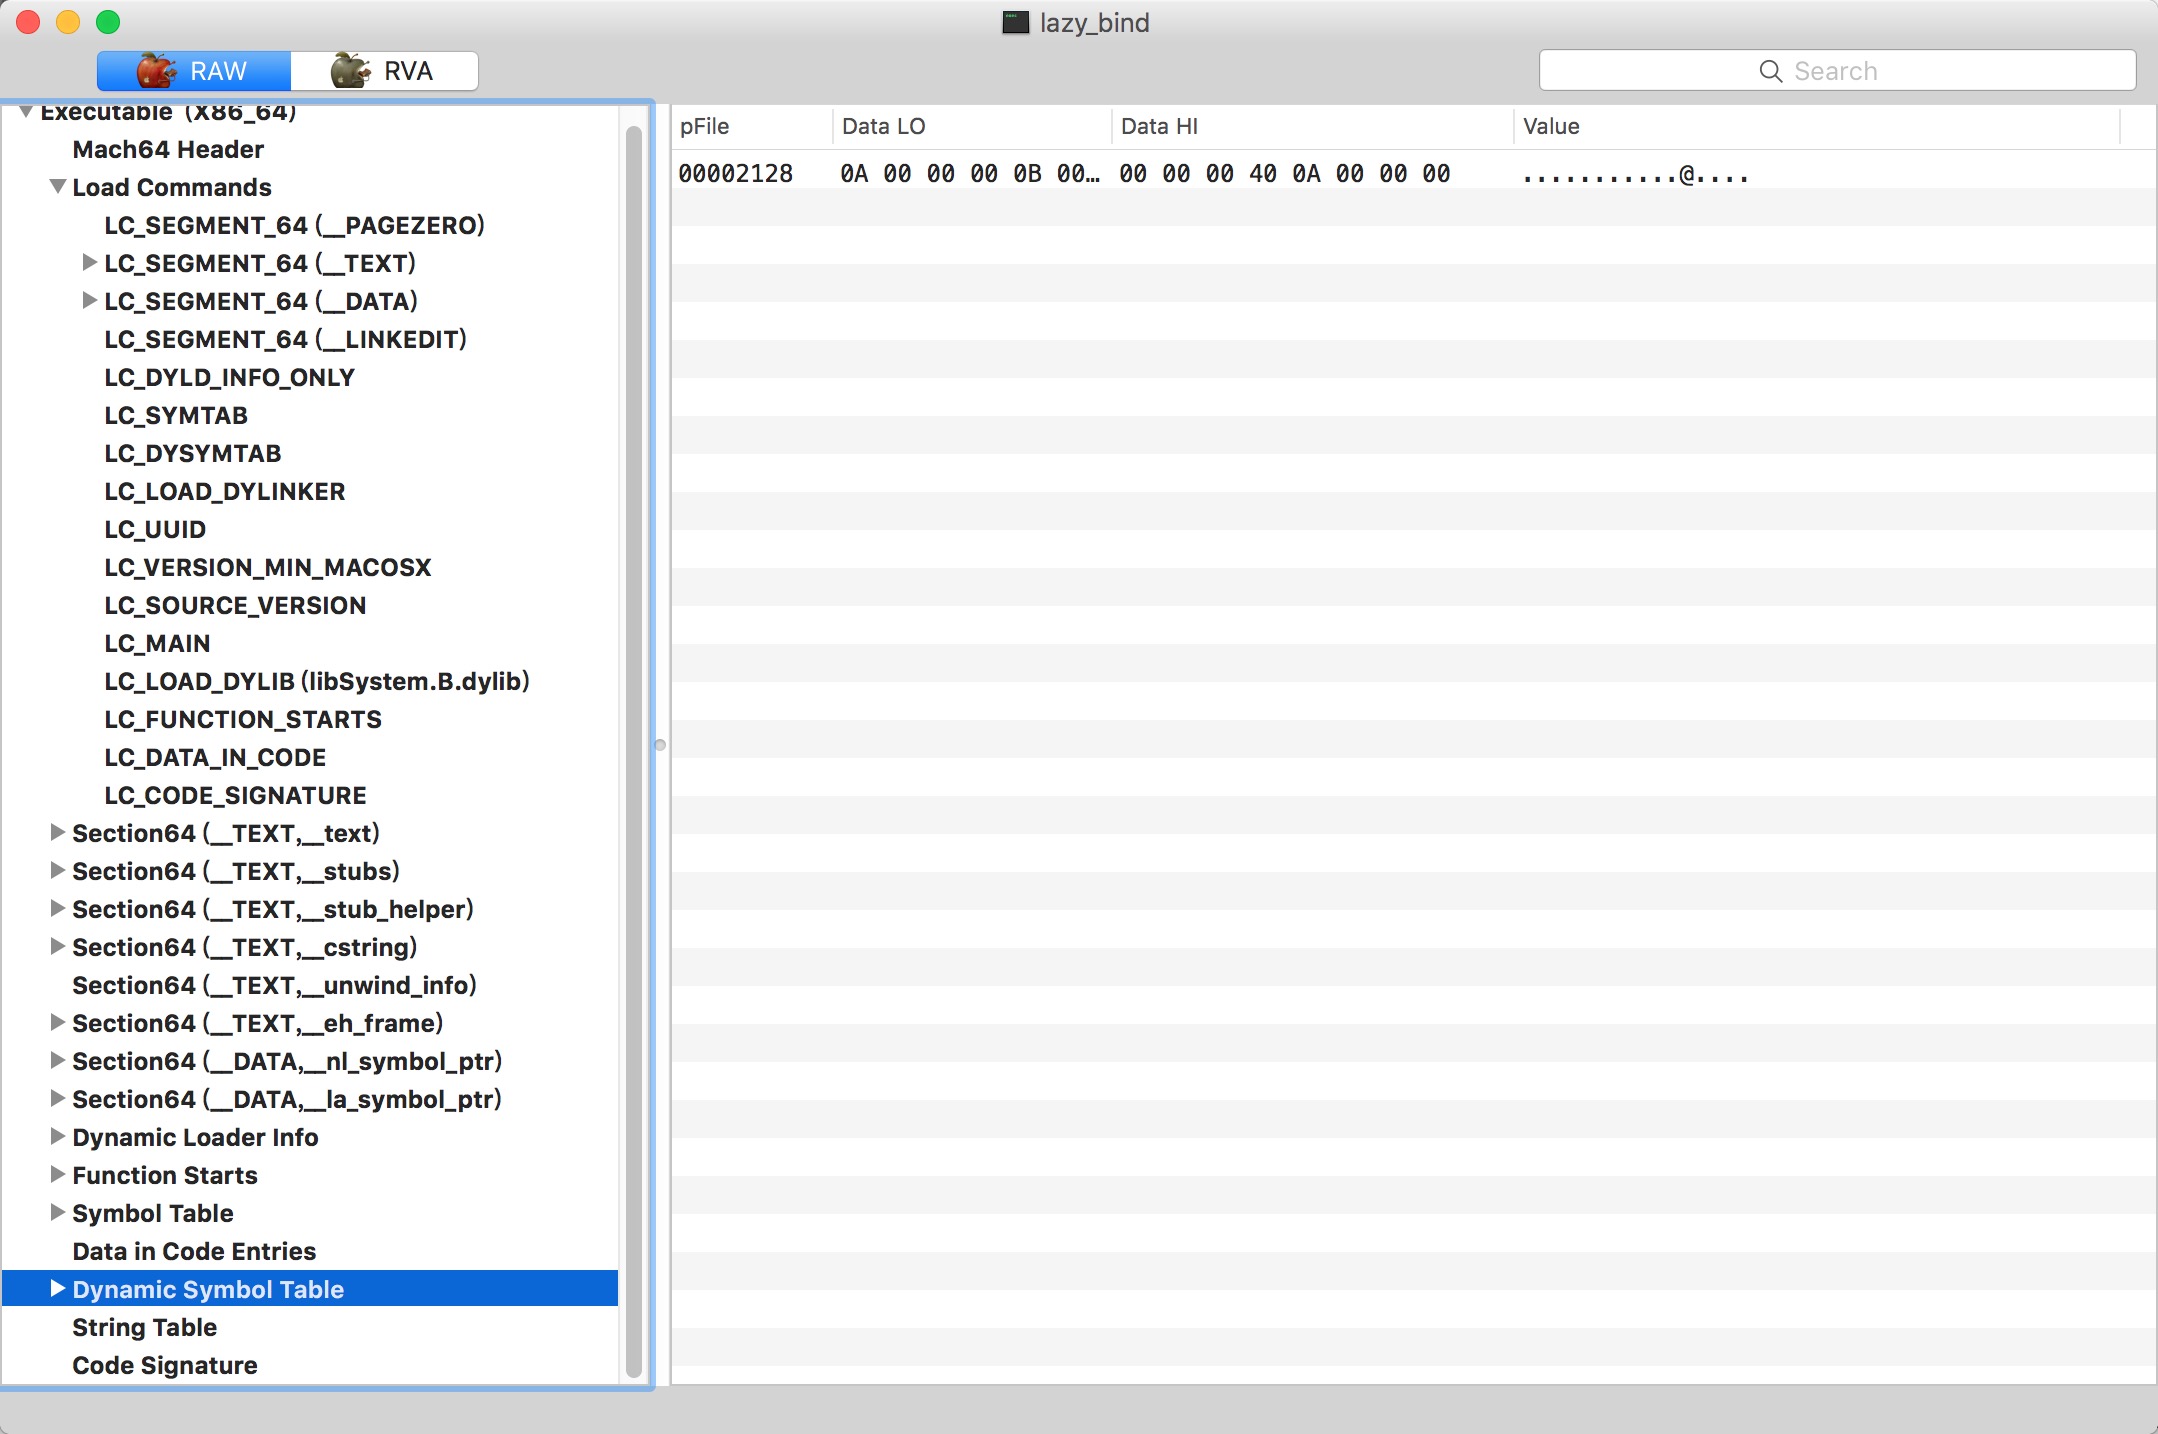 lazy_bind
RAW
RVA
Search
Executable (X86_64)
Mach64 Header
Load Commands
LC_SEGMENT_64 (__PAGEZERO)
LC_SEGMENT_64 (__TEXT)
LC_SEGMENT_64 (__DATA)
LC_SEGMENT_64 (__LINKEDIT)
LC_DYLD_INFO_ONLY
LC_SYMTAB
LC_DYSYMTAB
LC_LOAD_DYLINKER
LC_UUID
LC_VERSION_MIN_MACOSX
LC_SOURCE_VERSION
LC_MAIN
LC_LOAD_DYLIB (libSystem.B.dylib)
LC_FUNCTION_STARTS
LC_DATA_IN_CODE
LC_CODE_SIGNATURE
Section64 (__TEXT,__text)
Section64 (__TEXT,__stubs)
Section64 (__TEXT,__stub_helper)
Section64 (__TEXT,__cstring)
Section64 (__TEXT,__unwind_info)
Section64 (__TEXT,__eh_frame)
Section64 (__DATA,__nl_symbol_ptr)
Section64 (__DATA,__la_symbol_ptr)
Dynamic Loader Info
Function Starts
Symbol Table
Data in Code Entries
Dynamic Symbol Table
String Table
Code Signature
pFile Data LO Data HI Value
00002128 0A 00 00 00 0B 00… 00 00 00 40 0A 00 00 00 ...........@....